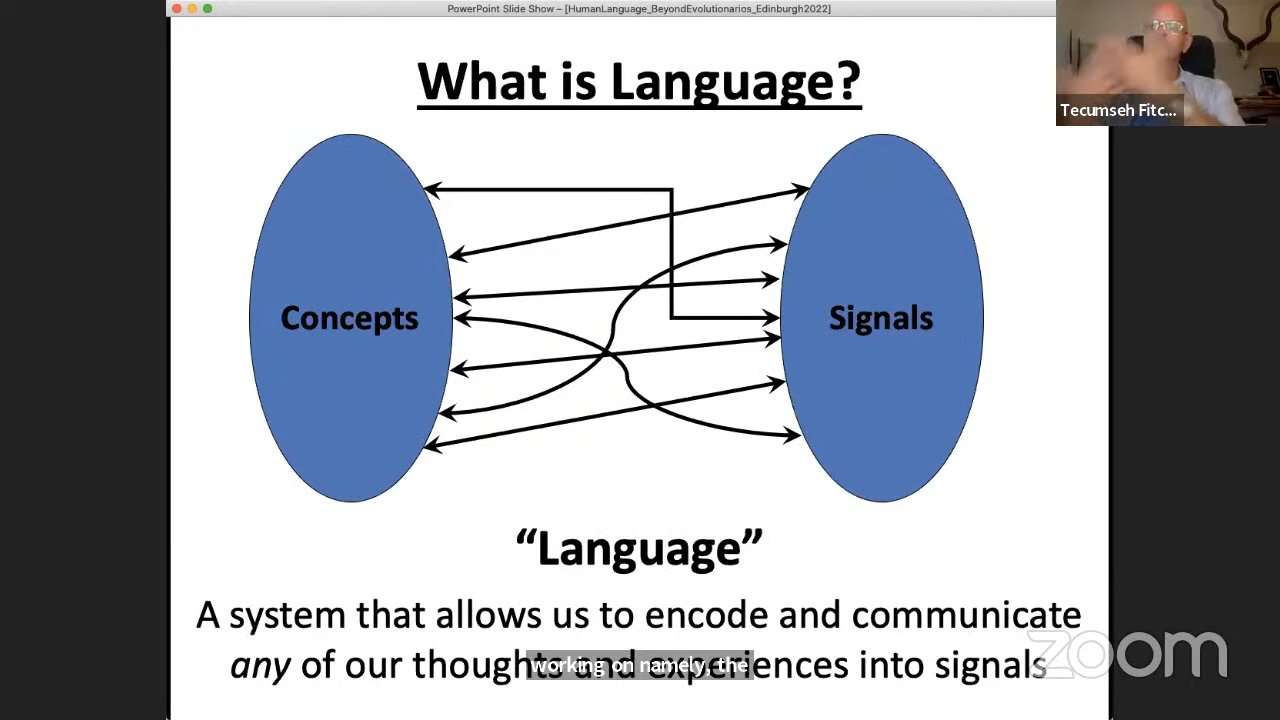 PowerPoint Slide Show – [HumanLanguage_BeyondEvolutionarios_Edinburgh2022]
What is Language?
Tecumseh Fitc...
Concepts
Signals
“Language”
A system that allows us to encode and communicate
any of our thoughts and experiences into signals
working on namely, the
zoom